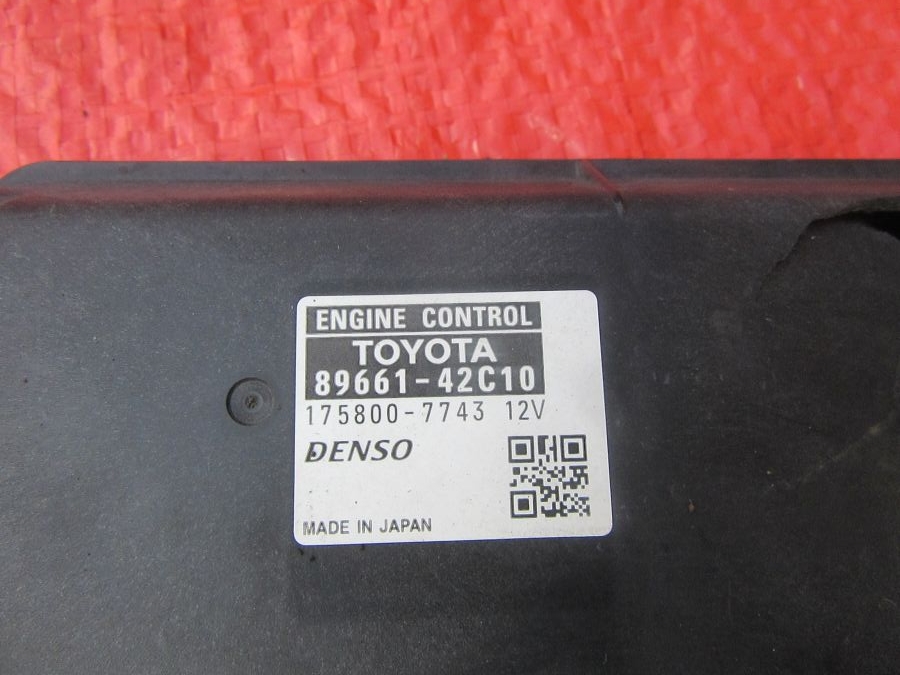 ENGINE CONTROL
TOYOTA
89661-42C10
175800-7743 12V
DENSO
MADE IN JAPAN